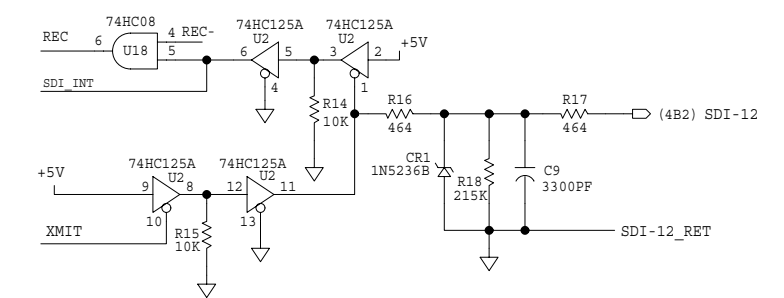 74HC08
74HC125A
74HC125A
REC
6
U18
4
REC-
5
U2
6
5
4
U2
3
2
1
+5V
SDI_INT
R14
10K
R16
464
R17
464
(4B2) SDI-12
74HC125A
74HC125A
+5V
9
U2
8
10
12
U2
11
13
CR1
1N5236B
R18
215K
C9
3300PF
XMIT
R15
10K
SDI-12_RET